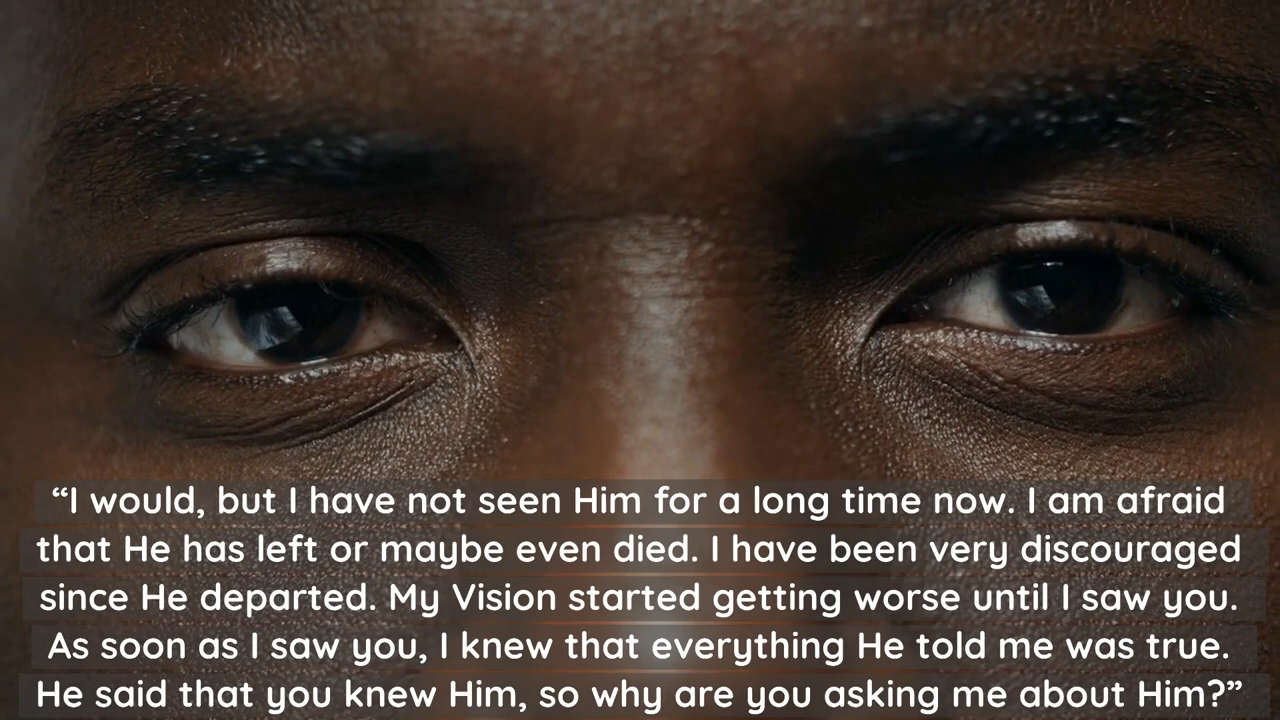 “I would, but I have not seen Him for a long time now. I am afraid
that He has left or maybe even died. I have been very discouraged
since He departed. My Vision started getting worse until I saw you.
As soon as I saw you, I knew that everything He told me was true.
He said that you knew Him, so why are you asking me about Him?”